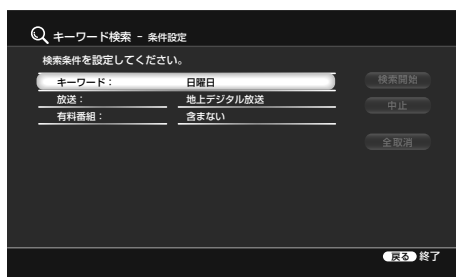 キーワード検索 - 条件設定
検索条件を設定してください。
キーワード： 日曜日 検索開始
放送： 地上デジタル放送 中止
有料番組： 含まない
全取消
戻る 終了